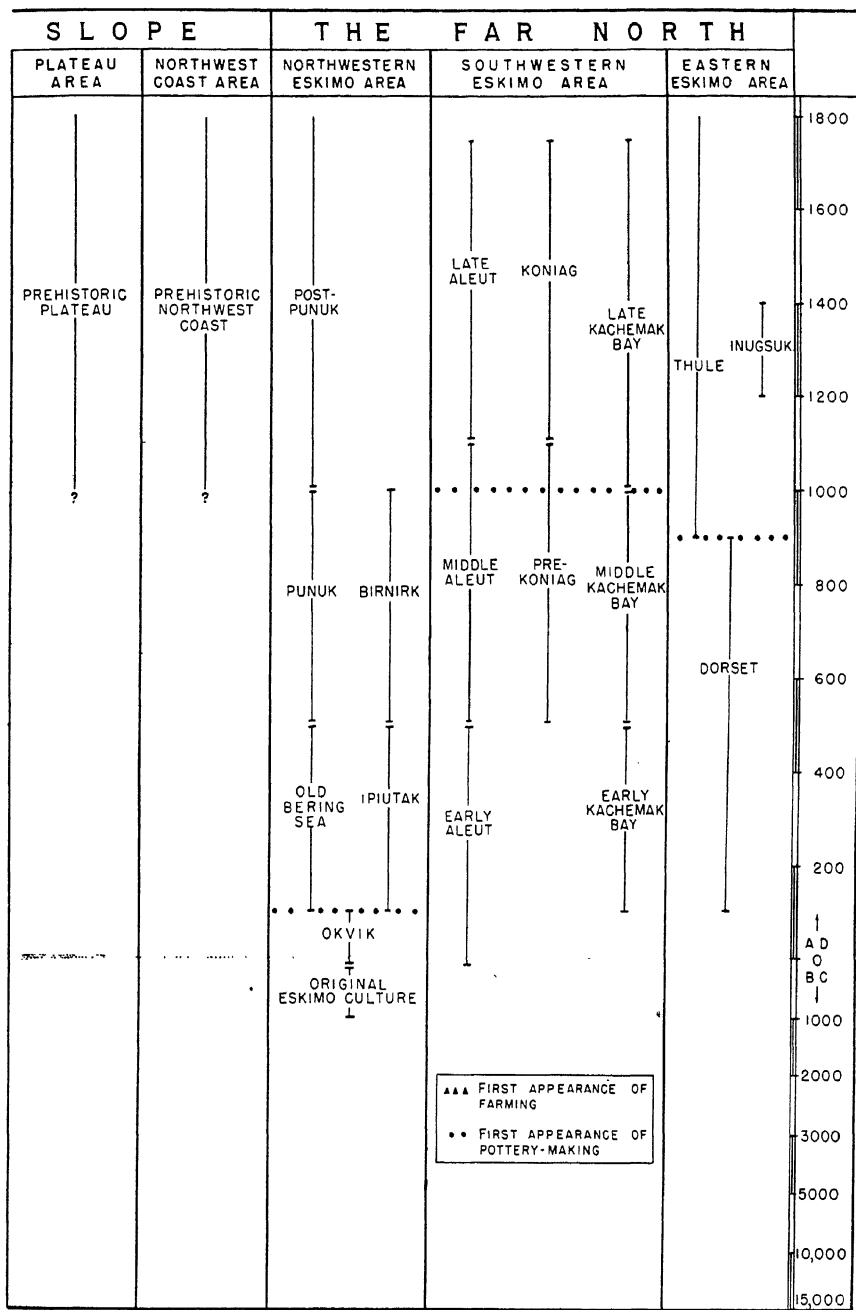 SLOPE
THE FAR NORTH
PLATEAU
AREA
NORTHWEST
COAST AREA
NORTHWESTERN
ESKIMO AREA
SOUTHWESTERN
ESKIMO AREA
EASTERN
ESKIMO AREA
1800
1600
LATE
ALEUT
KONIAG
PREHISTORIC
PLATEAU
PREHISTORIC
NORTHWEST
COAST
POST-
PUNUK
LATE
KACHEMAK
BAY
1400
INUGSUK
THULE
1200
?
?
1000
PUNUK
BIRNIRK
MIDDLE
ALEUT
PRE-
KONIAG
MIDDLE
KACHEMAK
BAY
800
DORSET
600
OLD
BERING
SEA
IPIUTAK
EARLY
ALEUT
EARLY
KACHEMAK
BAY
400
200
OKVIK
AD
0
BC
ORIGINAL
ESKIMO CULTURE
1000
2000
FIRST APPEARANCE OF
FARMING
FIRST APPEARANCE OF
POTTERY-MAKING
3000
5000
10,000
15,000